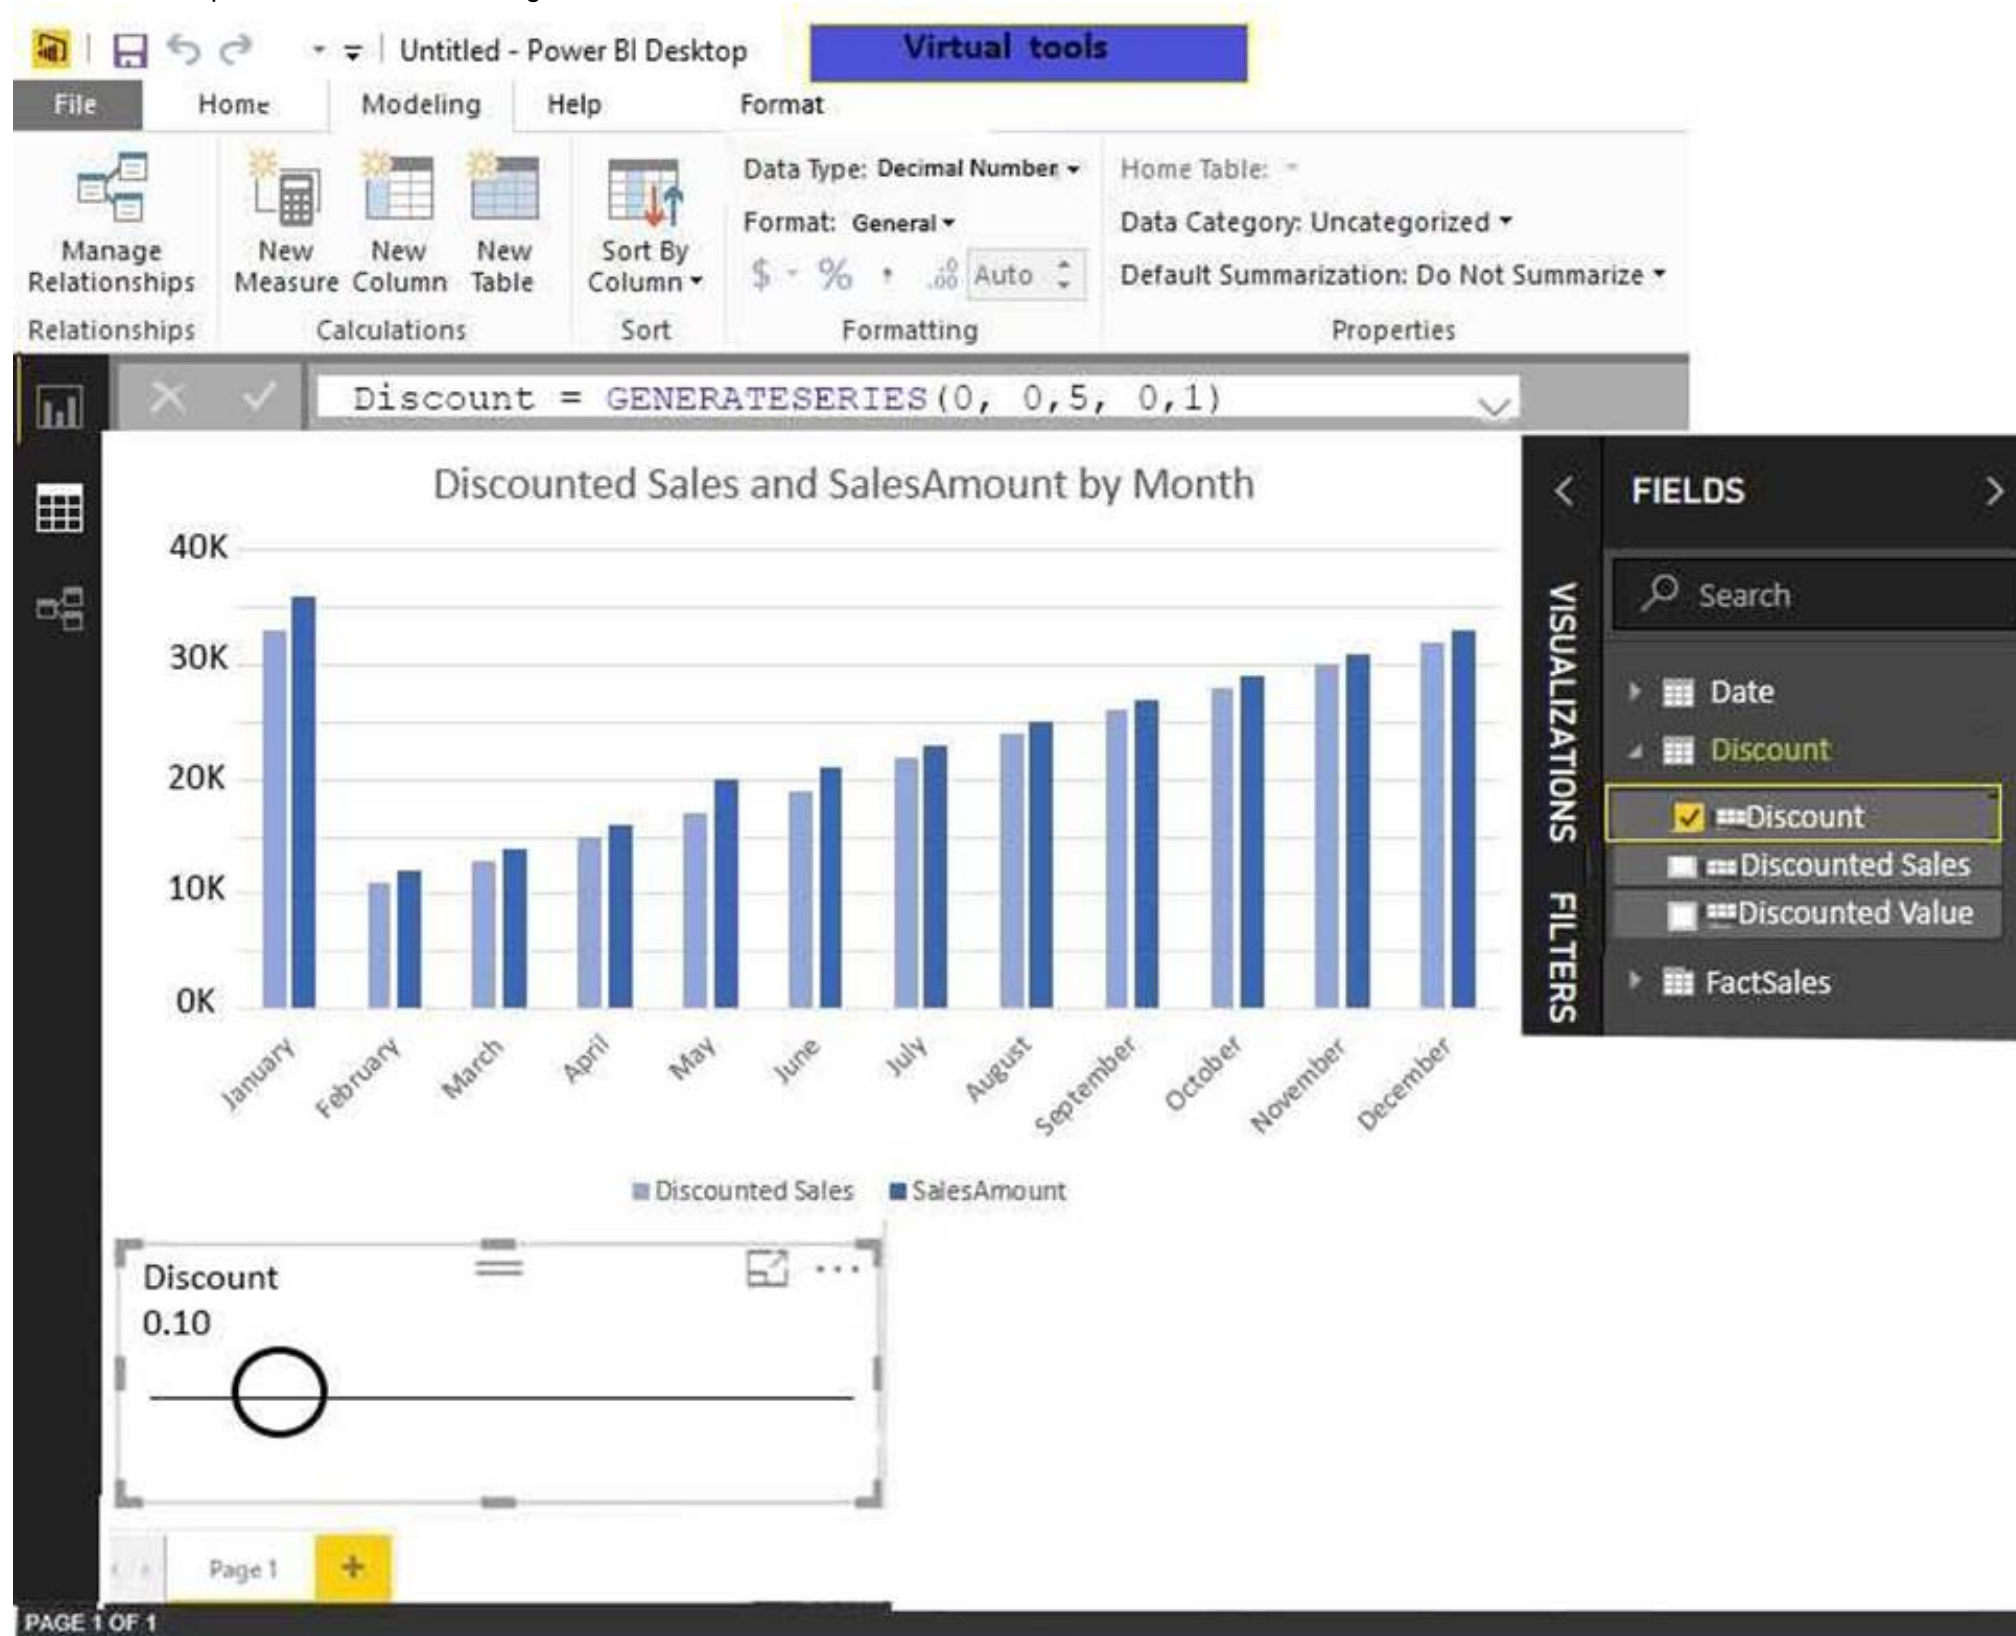 Untitled - Power BI Desktop
Virtual tools
File Home Modeling Help Format
Manage Relationships
New Measure
New Column
New Table
Sort By Column
Data Type: Decimal Number
Format: General
$ % , .00 Auto
Home Table:
Data Category: Uncategorized
Default Summarization: Do Not Summarize
Relationships Calculations Sort Formatting Properties
Discount = GENERATESERIES(0, 0,5, 0,1)
Discounted Sales and SalesAmount by Month
40K
30K
20K
10K
0K
January
February
March
April
May
June
July
August
September
October
November
December
Discounted Sales SalesAmount
VISUALIZATIONS
FILTERS
FIELDS
Search
Date
Discount
Discount
Discounted Sales
Discounted Value
FactSales
Discount
0.10
Page 1
PAGE 1 OF 1